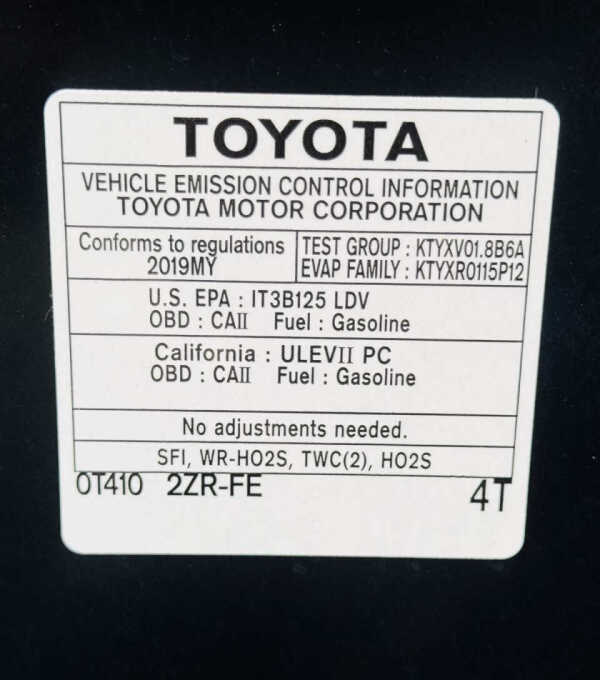 TOYOTA
VEHICLE EMISSION CONTROL INFORMATION
TOYOTA MOTOR CORPORATION
Conforms to regulations
2019MY
TEST GROUP : KTYXV01.8B6A
EVAP FAMILY : KTYXR0115P12
U.S. EPA : IT3B125 LDV
OBD : CAII Fuel : Gasoline
California : ULEVII PC
OBD : CAII Fuel : Gasoline
No adjustments needed.
SFI, WR-HO2S, TWC(2), HO2S
0T410 2ZR-FE 4T